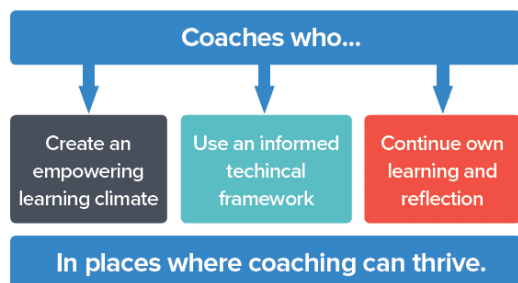 Coaches who...
Create an
empowering
learning climate
Use an informed
techincal
framework
Continue own
learning and
reflection
In places where coaching can thrive.